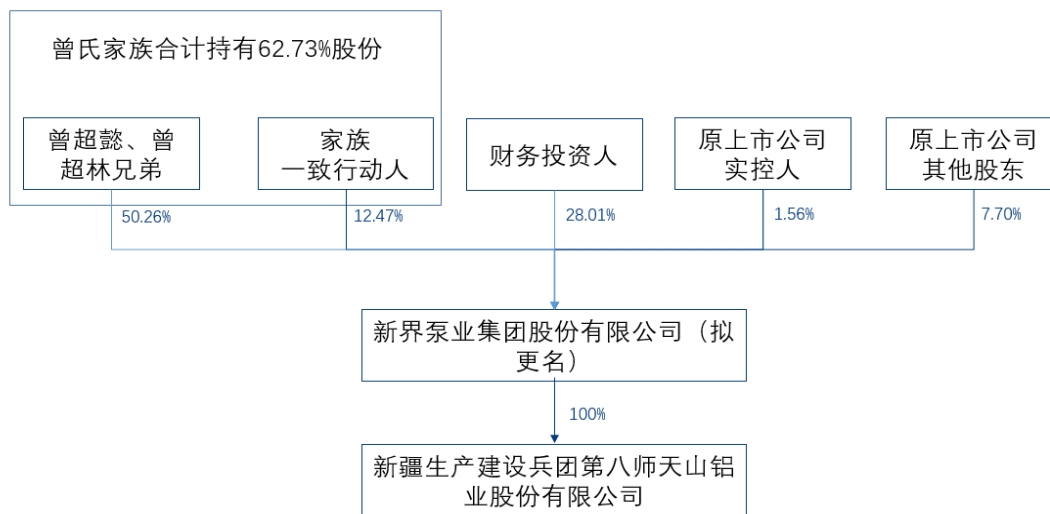 曾氏家族合计持有62.73%股份
曾超懿、曾
超林兄弟
家族
一致行动人
财务投资人
原上市公司
实控人
原上市公司
其他股东
50.26%
12.47%
28.01%
1.56%
7.70%
新界泵业集团股份有限公司（拟
更名）
100%
新疆生产建设兵团第八师天山铝
业股份有限公司